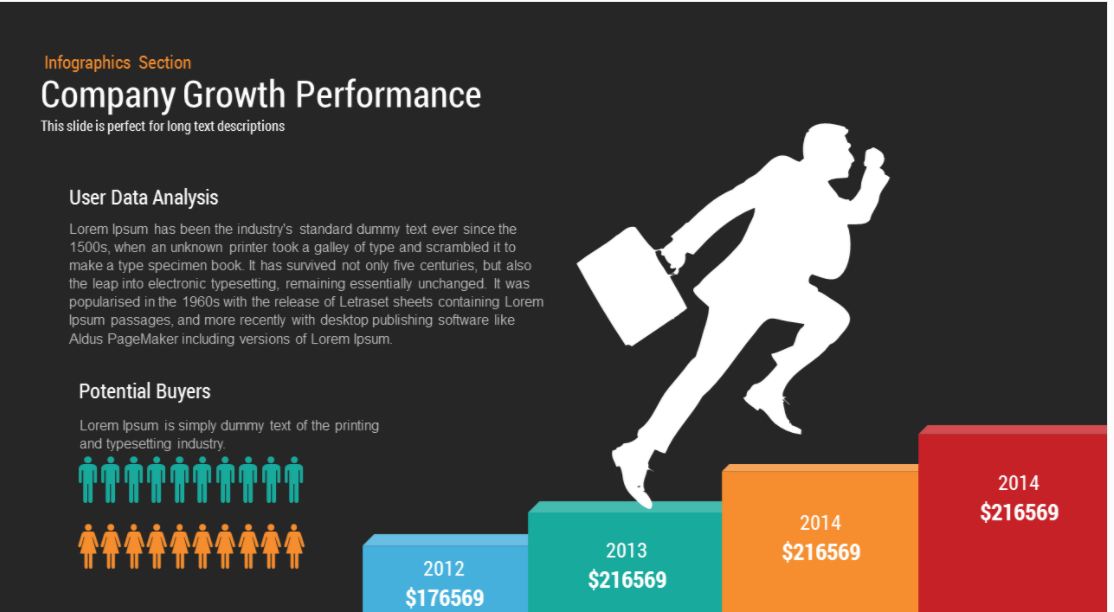 Infographics Section
Company Growth Performance
This slide is perfect for long text descriptions
User Data Analysis
Lorem Ipsum has been the industry's standard dummy text ever since the
1500s, when an unknown printer took a galley of type and scrambled it to
make a type specimen book. It has survived not only five centuries, but also
the leap into electronic typesetting, remaining essentially unchanged. It was
popularised in the 1960s with the release of Letraset sheets containing Lorem
Ipsum passages, and more recently with desktop publishing software like
Aldus PageMaker including versions of Lorem Ipsum.
Potential Buyers
Lorem Ipsum is simply dummy text of the printing
and typesetting industry.
2012
$176569
2013
$216569
2014
$216569
2014
$216569